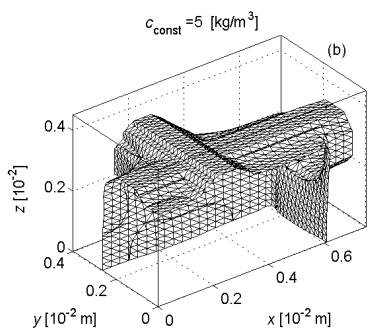 c_const =5 [kg/m³]
(b)
0.4
0.2
0
z [10⁻²]
0.4
0.2
0
y [10⁻² m]
0
0.2
0.4
0.6
x [10⁻² m]